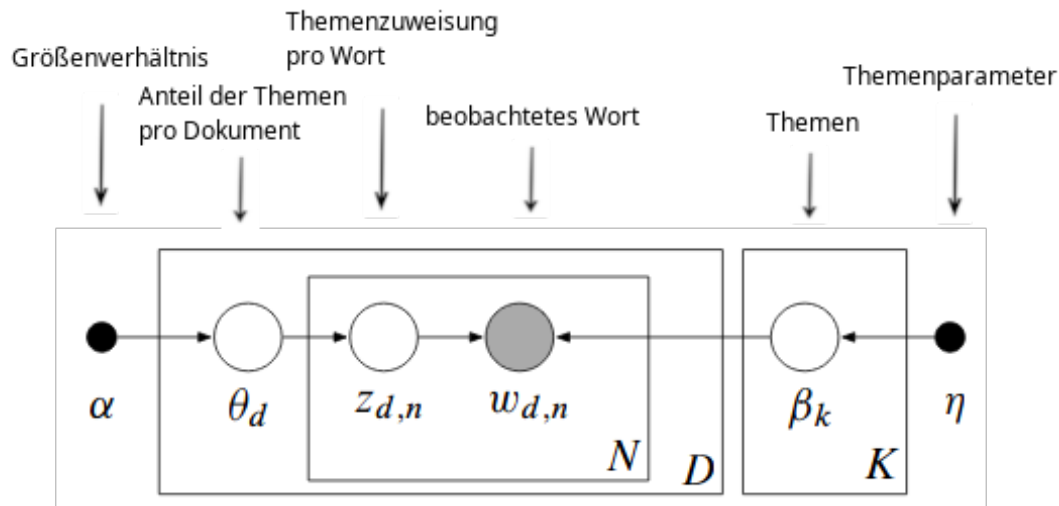 Themenzuweisung
pro Wort
Größenverhältnis
Themenparameter
Anteil der Themen
pro Dokument
beobachtetes Wort
Themen
α
θd
zd,n
wd,n
N
D
βk
K
η